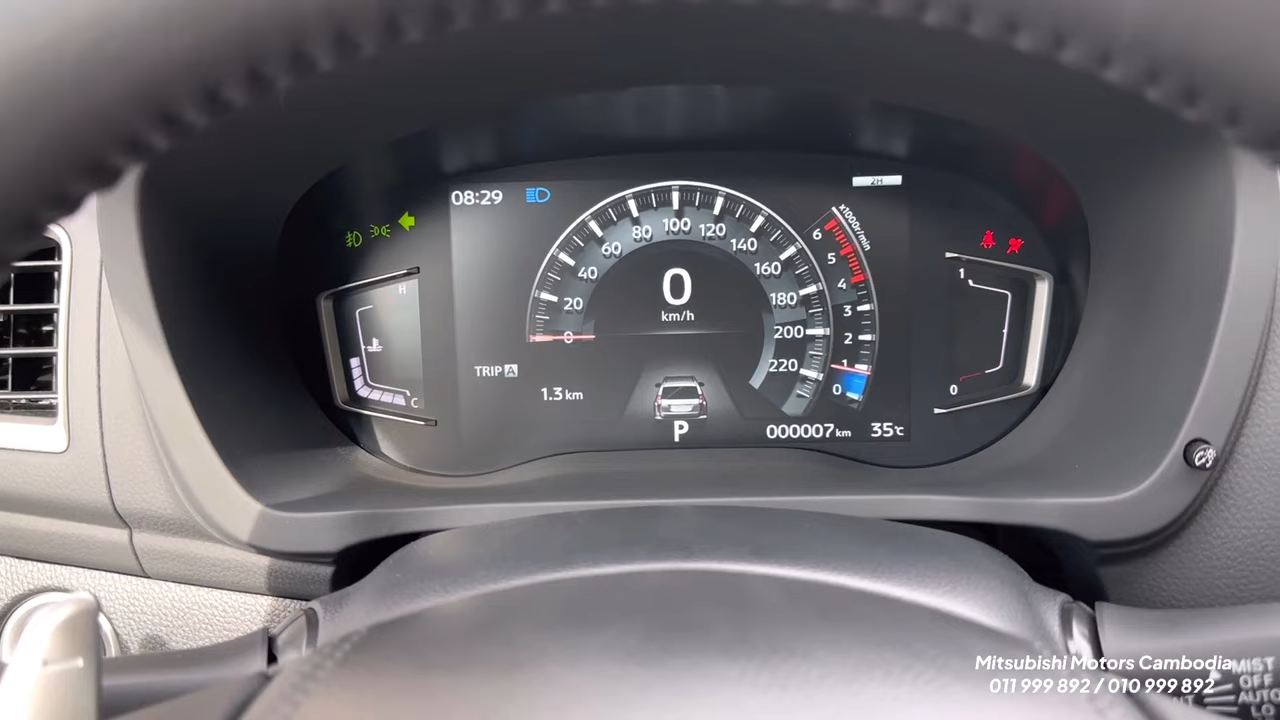 08:29
2H
x1000r/min
0
20
40
60
80
100
120
140
160
180
200
220
0
km/h
6
5
4
3
2
1
0
H
C
1
0
TRIP A
1.3 km
P
000007 km
35°C
MIST
OFF
AUTO
LO
Mitsubishi Motors Cambodia
011 999 892 / 010 999 892